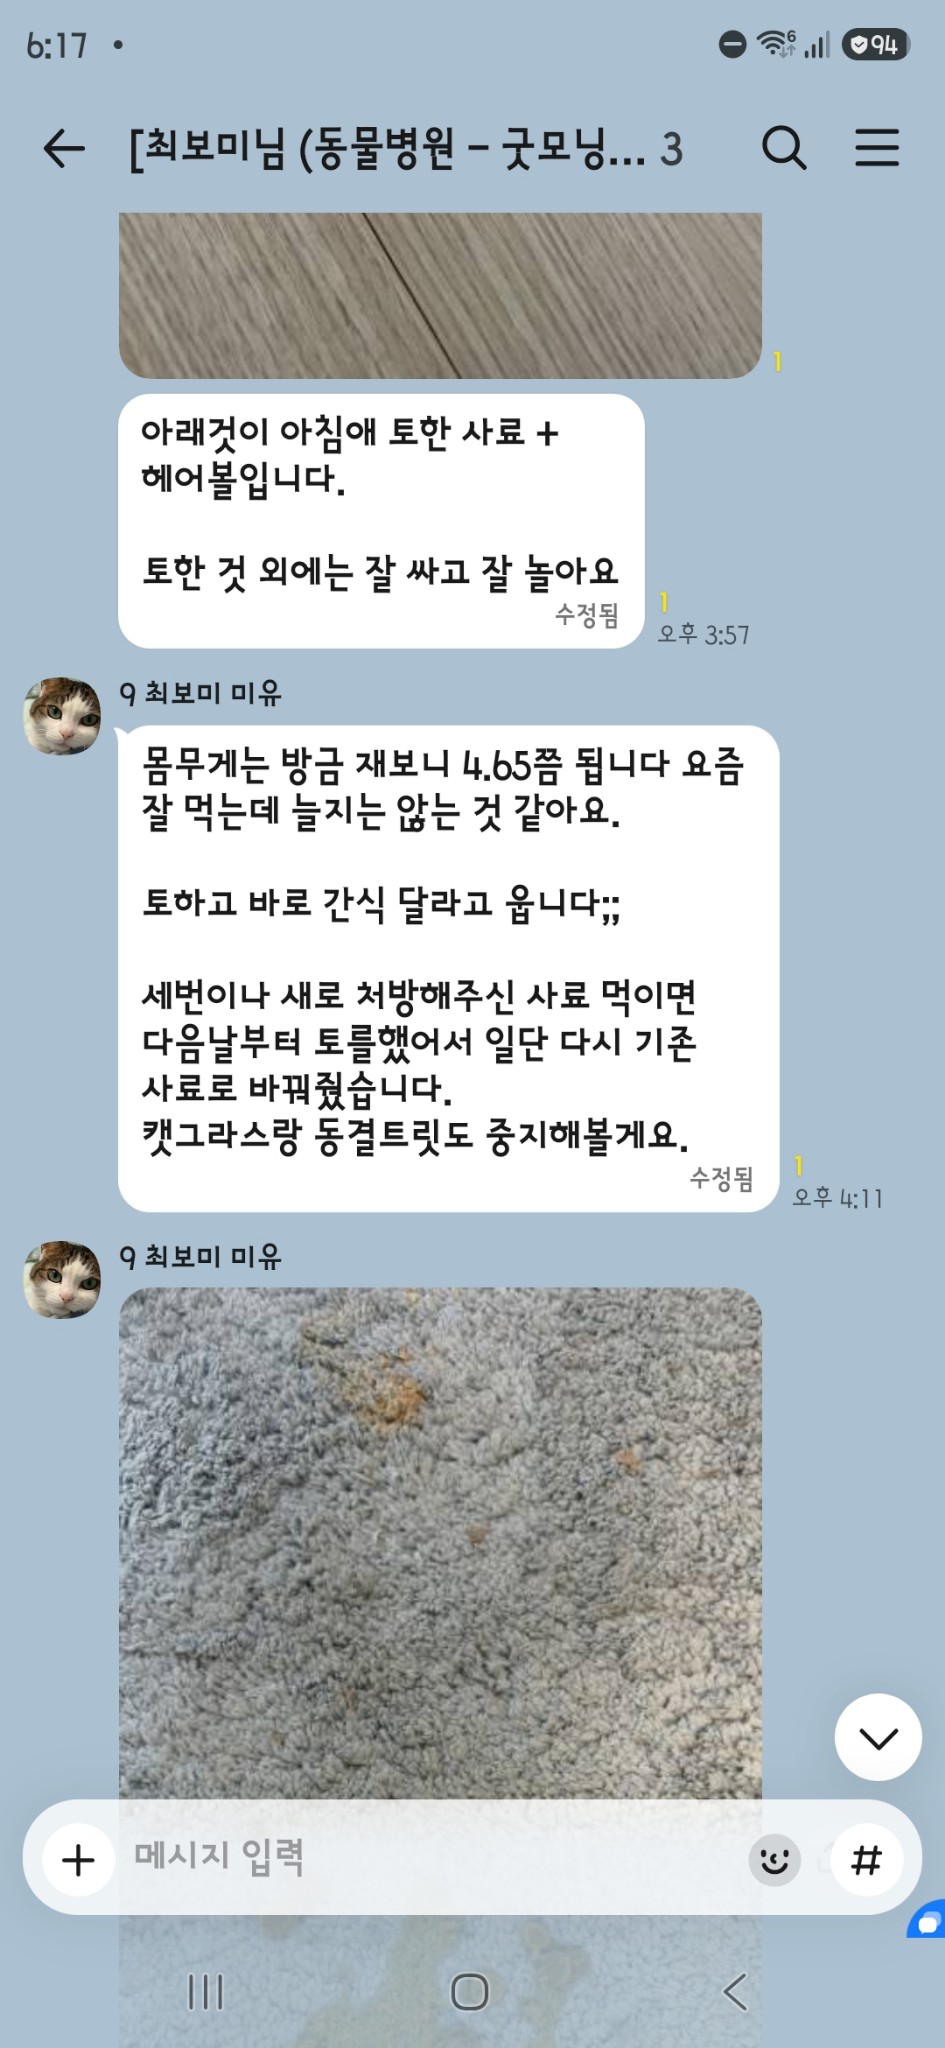 6:17
6
94
[최보미님 (동물병원 - 굿모닝... 3
1
아래것이 아침애 토한 사료 +
헤어볼입니다.
토한 것 외에는 잘 싸고 잘 놀아요
수정됨
1
오후 3:57
9 최보미 미유
몸무게는 방금 재보니 4.65쯤 됩니다 요즘
잘 먹는데 늘지는 않는 것 같아요.
토하고 바로 간식 달라고 웁니다;;
세번이나 새로 처방해주신 사료 먹이면
다음날부터 토를했어서 일단 다시 기존
사료로 바꿔줬습니다.
캣그라스랑 동결트릿도 중지해볼게요.
수정됨
1
오후 4:11
9 최보미 미유
메시지 입력
#